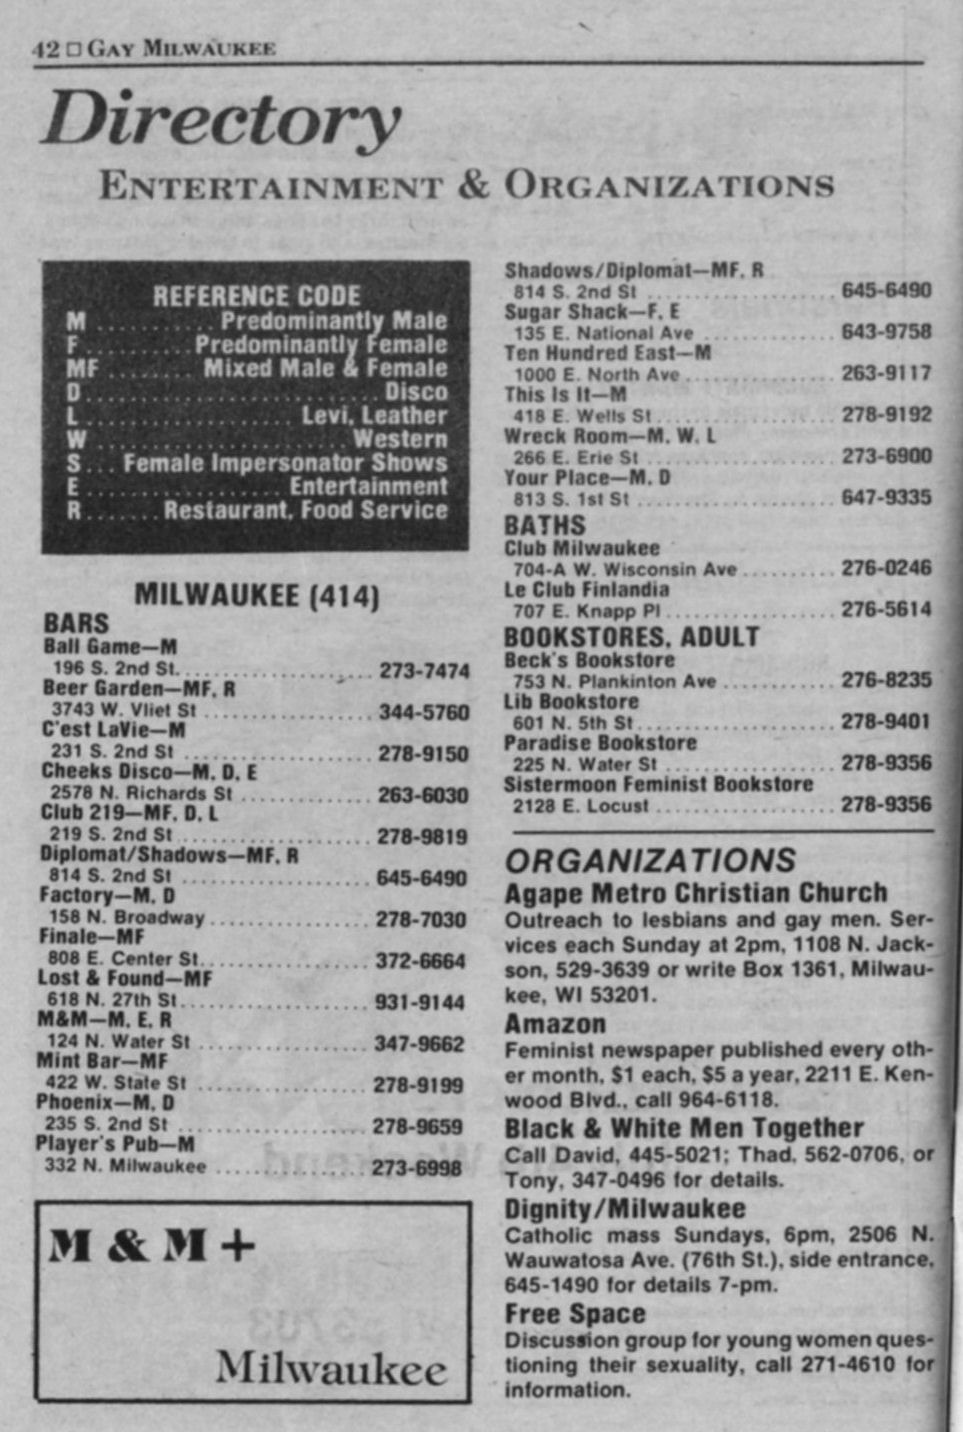 42 □ GAY MILWAUKEE
Directory
ENTERTAINMENT & ORGANIZATIONS
REFERENCE CODE
M ........... Predominantly Male
F .......... Predominantly Female
MF ........ Mixed Male & Female
D ............................ Disco
L .................... Levi, Leather
W ......................... Western
S ... Female Impersonator Shows
E ................... Entertainment
R ....... Restaurant, Food Service
MILWAUKEE (414)
BARS
Ball Game—M
196 S. 2nd St. .................. 273-7474
Beer Garden—MF, R
3743 W. Vliet St ................ 344-5760
C'est LaVie—M
231 S. 2nd St .................. 278-9150
Cheeks Disco—M, D, E
2578 N. Richards St ............ 263-6030
Club 219—MF, D, L
219 S. 2nd St ................... 278-9819
Diplomat/Shadows—MF, R
814 S. 2nd St .................. 645-6490
Factory—M, D
158 N. Broadway ............... 278-7030
Finale—MF
808 E. Center St. ............... 372-6664
Lost & Found—MF
618 N. 27th St. ................. 931-9144
M&M—M, E, R
124 N. Water St ................ 347-9662
Mint Bar—MF
422 W. State St ................ 278-9199
Phoenix—M, D
235 S. 2nd St .................. 278-9659
Player's Pub—M
332 N. Milwaukee .............. 273-6998
M & M +
Milwaukee
Shadows/Diplomat—MF, R
814 S. 2nd St .................. 645-6490
Sugar Shack—F, E
135 E. National Ave ............ 643-9758
Ten Hundred East—M
1000 E. North Ave .............. 263-9117
This Is It—M
418 E. Wells St ................. 278-9192
Wreck Room—M, W, L
266 E. Erie St .................. 273-6900
Your Place—M, D
813 S. 1st St ................... 647-9335
BATHS
Club Milwaukee
704-A W. Wisconsin Ave ......... 276-0246
Le Club Finlandia
707 E. Knapp Pl ................ 276-5614
BOOKSTORES, ADULT
Beck's Bookstore
753 N. Plankinton Ave ........... 276-8235
Lib Bookstore
601 N. 5th St ................... 278-9401
Paradise Bookstore
225 N. Water St ................. 278-9356
Sistermoon Feminist Bookstore
2128 E. Locust ................. 278-9356
ORGANIZATIONS
Agape Metro Christian Church
Outreach to lesbians and gay men. Ser-
vices each Sunday at 2pm, 1108 N. Jack-
son, 529-3639 or write Box 1361, Milwau-
kee, WI 53201.
Amazon
Feminist newspaper published every oth-
er month, $1 each, $5 a year, 2211 E. Ken-
wood Blvd., call 964-6118.
Black & White Men Together
Call David, 445-5021; Thad, 562-0706, or
Tony, 347-0496 for details.
Dignity/Milwaukee
Catholic mass Sundays, 6pm, 2506 N.
Wauwatosa Ave. (76th St.), side entrance,
645-1490 for details 7-pm.
Free Space
Discussion group for young women ques-
tioning their sexuality, call 271-4610 for
information.